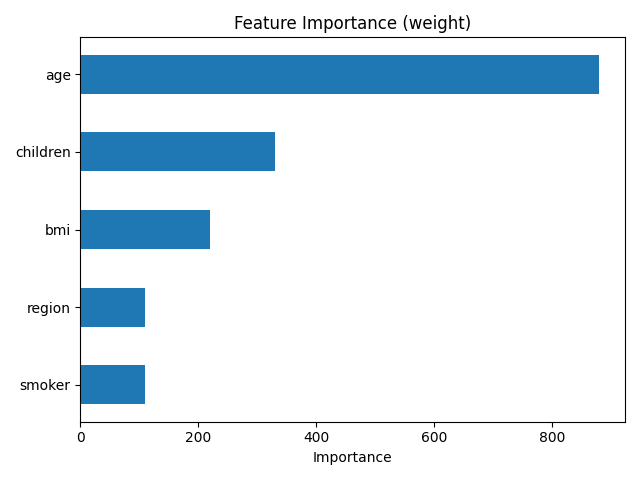 Feature Importance (weight)
age
children
bmi
region
smoker
0 200 400 600 800
Importance